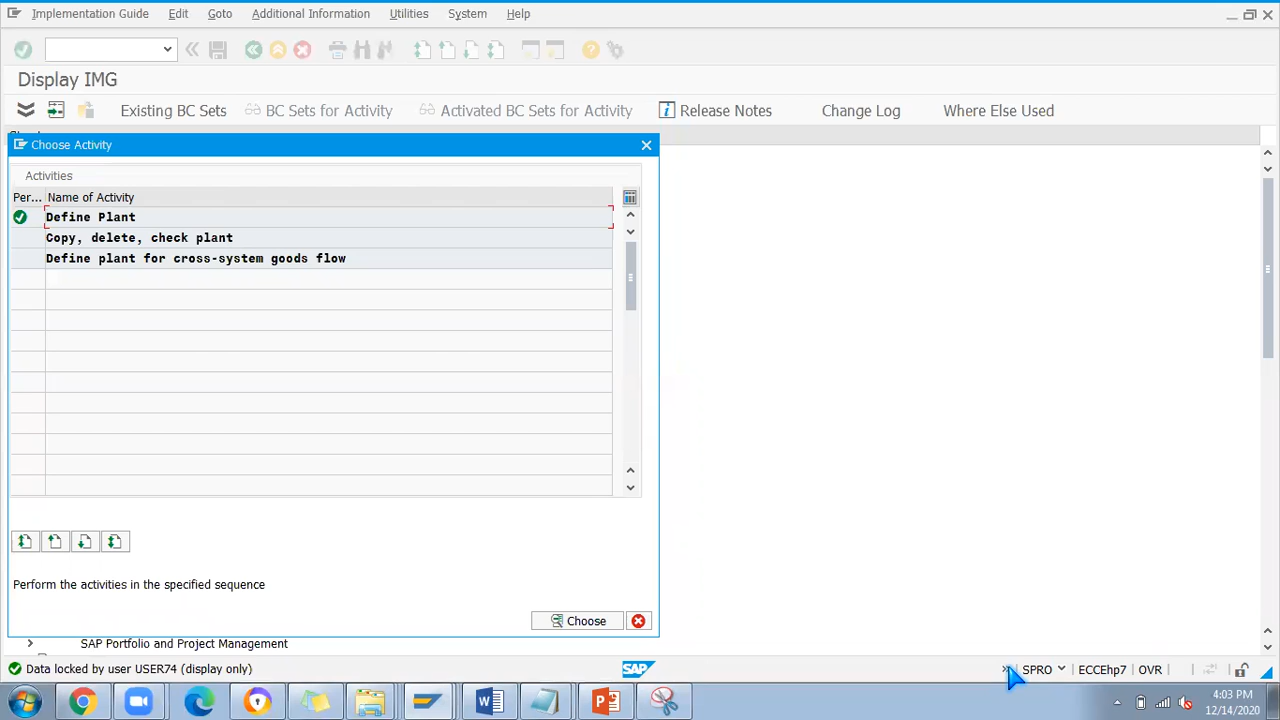 Implementation Guide Edit Goto Additional Information Utilities System Help
Display IMG
Existing BC Sets BC Sets for Activity Activated BC Sets for Activity Release Notes Change Log Where Else Used
Choose Activity
Activities
Per... Name of Activity
Define Plant
Copy, delete, check plant
Define plant for cross-system goods flow
Perform the activities in the specified sequence
Choose
SAP Portfolio and Project Management
Data locked by user USER74 (display only) SAP SPRO ECCEhp7 OVR
4:03 PM
12/14/2020